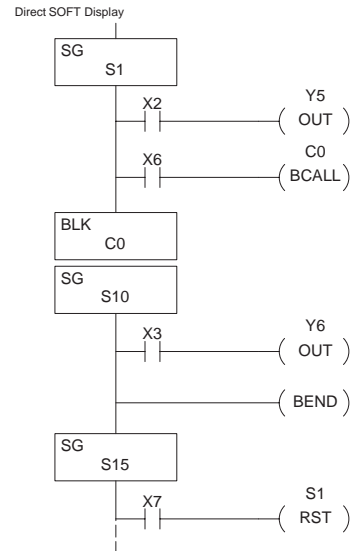 Direct SOFT Display
SG
S1
X2
Y5
OUT
X6
C0
BCALL
BLK
C0
SG
S10
X3
Y6
OUT
BEND
SG
S15
X7
S1
RST